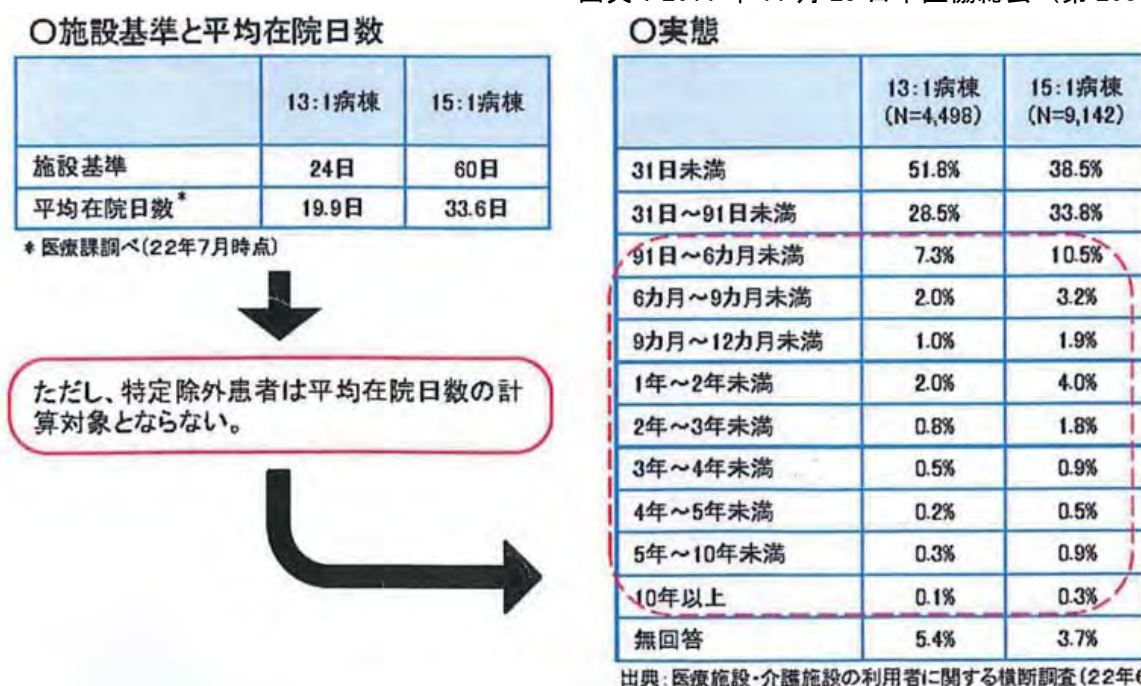 〇施設基準と平均在院日数
13:1病棟 15:1病棟
施設基準 24日 60日
平均在院日数* 19.9日 33.6日
*医療課調べ(22年7月時点)
ただし、特定除外患者は平均在院日数の計
算対象とならない。
〇実態
13:1病棟 15:1病棟
(N=4,498) (N=9,142)
31日未満 51.8% 38.5%
31日～91日未満 28.5% 33.8%
91日～6カ月未満 7.3% 10.5%
6カ月～9カ月未満 2.0% 3.2%
9カ月～12カ月未満 1.0% 1.9%
1年～2年未満 2.0% 4.0%
2年～3年未満 0.8% 1.8%
3年～4年未満 0.5% 0.9%
4年～5年未満 0.2% 0.5%
5年～10年未満 0.3% 0.9%
10年以上 0.1% 0.3%
無回答 5.4% 3.7%
出典:医療施設・介護施設の利用者に関する横断調査(22年